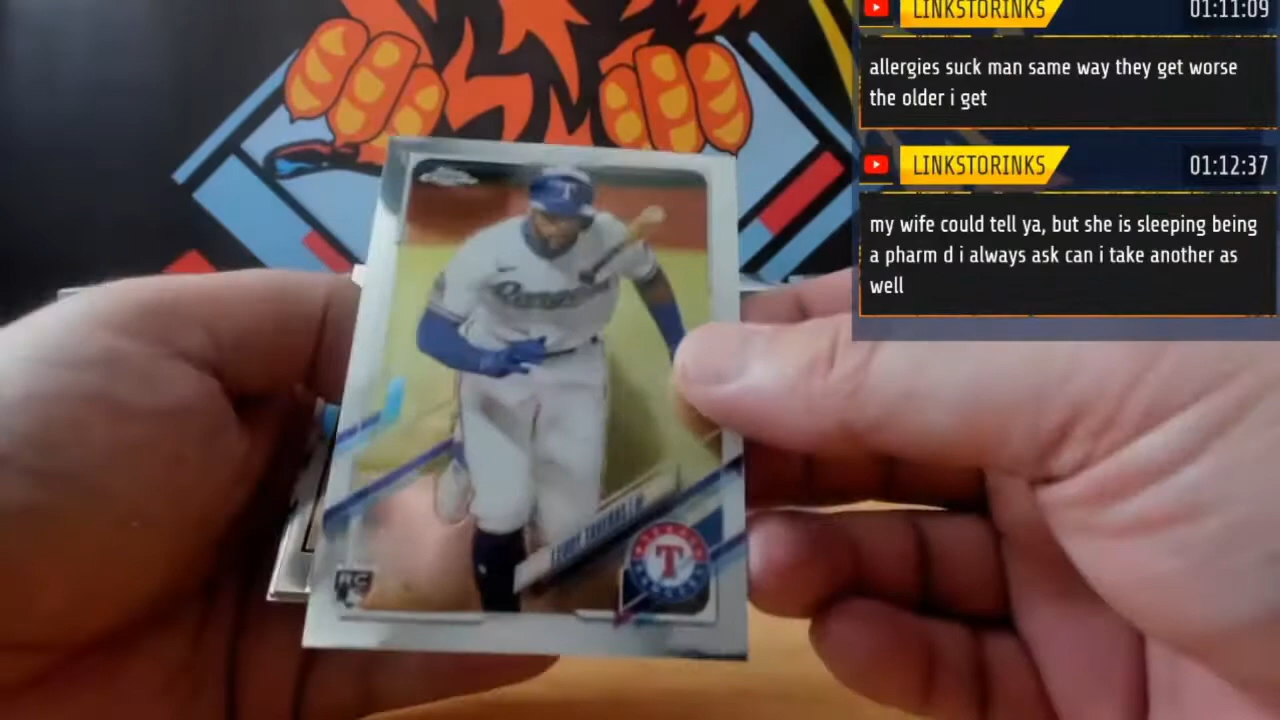 LINKSTORINKS 01:11:09
allergies suck man same way they get worse
the older i get
LINKSTORINKS 01:12:37
my wife could tell ya, but she is sleeping being
a pharm d i always ask can i take another as
well
T
RC
T